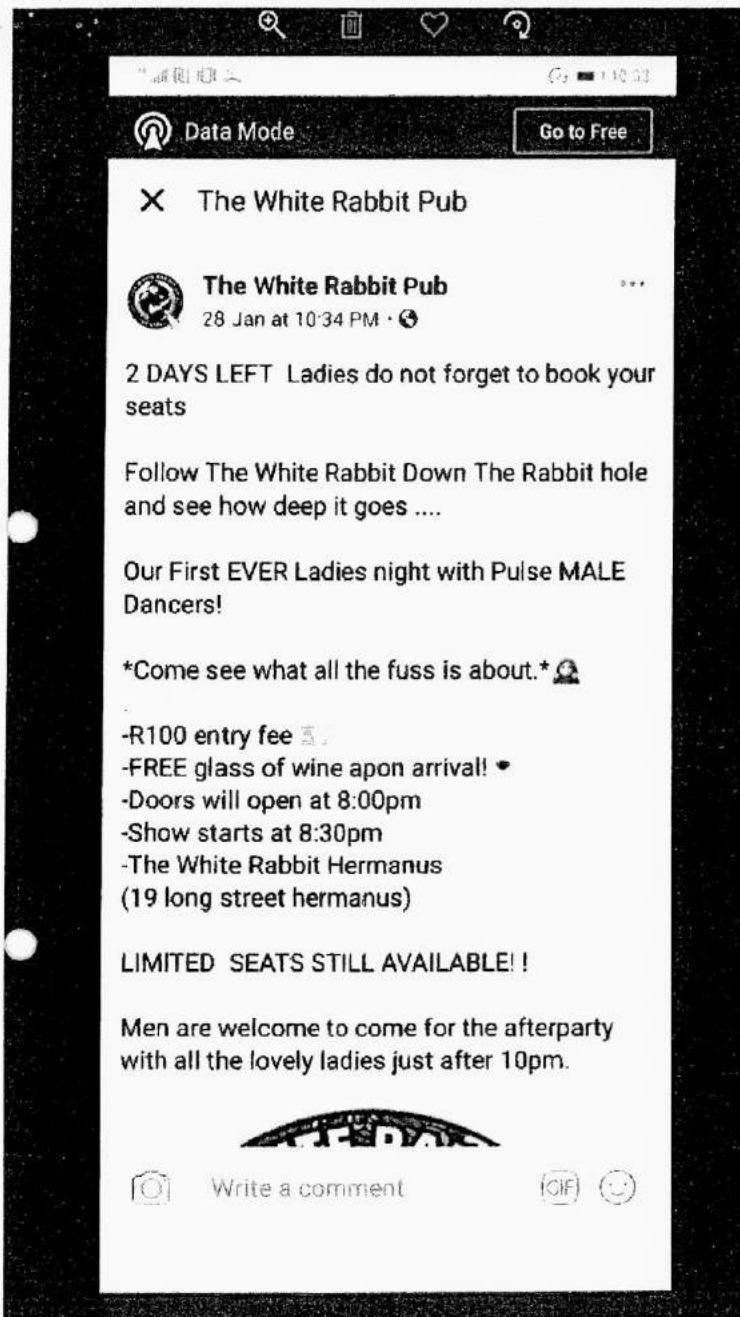 Data Mode
Go to Free
The White Rabbit Pub
The White Rabbit Pub
28 Jan at 10:34 PM ·
2 DAYS LEFT Ladies do not forget to book your
seats
Follow The White Rabbit Down The Rabbit hole
and see how deep it goes ....
Our First EVER Ladies night with Pulse MALE
Dancers!
*Come see what all the fuss is about.*
-R100 entry fee
-FREE glass of wine apon arrival!
-Doors will open at 8:00pm
-Show starts at 8:30pm
-The White Rabbit Hermanus
(19 long street hermanus)
LIMITED SEATS STILL AVAILABLE! !
Men are welcome to come for the afterparty
with all the lovely ladies just after 10pm.
Write a comment
GIF